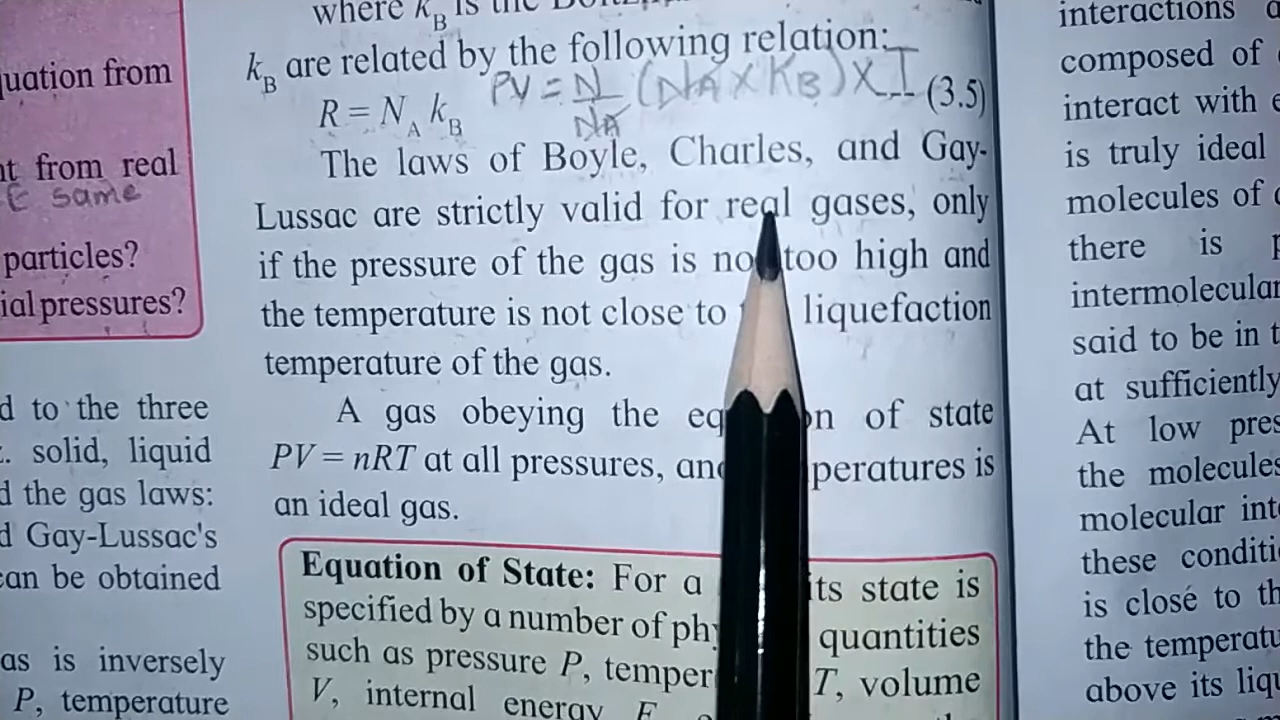 uation from
t from real
same
particles?
ial pressures?
d to the three
solid, liquid
d the gas laws:
d Gay-Lussac's
can be obtained
as is inversely
P, temperature
where k_B is the
k_B are related by the following relation:
PV = N/NA (NA x KB) x T
R = N_A k_B (3.5)
The laws of Boyle, Charles, and Gay-
Lussac are strictly valid for real gases, only
if the pressure of the gas is no too high and
the temperature is not close to liquefaction
temperature of the gas.
A gas obeying the eq n of state
PV = nRT at all pressures, an peratures is
an ideal gas.
Equation of State: For a its state is
specified by a number of phy quantities
such as pressure P, temper T, volume
V, internal energy E
interactions
composed of
interact with
is truly ideal
molecules of
there is
intermolecular
said to be in t
at sufficiently
At low pres
the molecules
molecular int
these conditi
is close to th
the temperatu
above its liqu